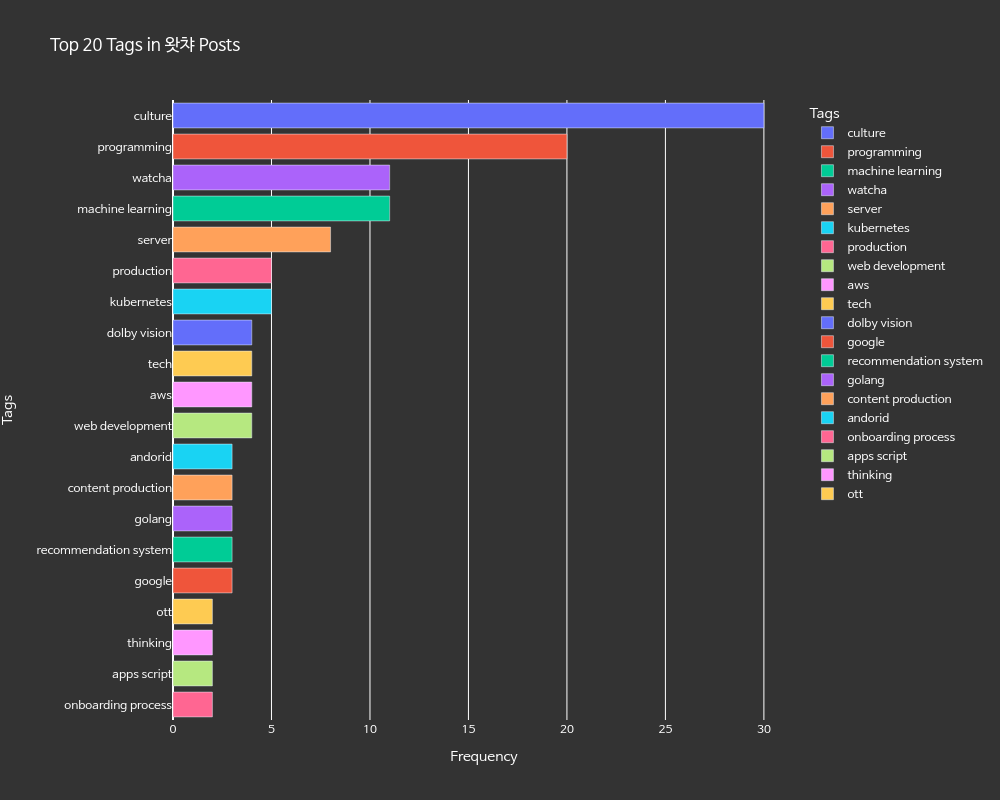 Top 20 Tags in 왓챠 Posts
culture
programming
watcha
machine learning
server
production
kubernetes
dolby vision
tech
aws
web development
andorid
content production
golang
recommendation system
google
ott
thinking
apps script
onboarding process
Tags
0 5 10 15 20 25 30
Frequency
Tags
culture
programming
machine learning
watcha
server
kubernetes
production
web development
aws
tech
dolby vision
google
recommendation system
golang
content production
andorid
onboarding process
apps script
thinking
ott